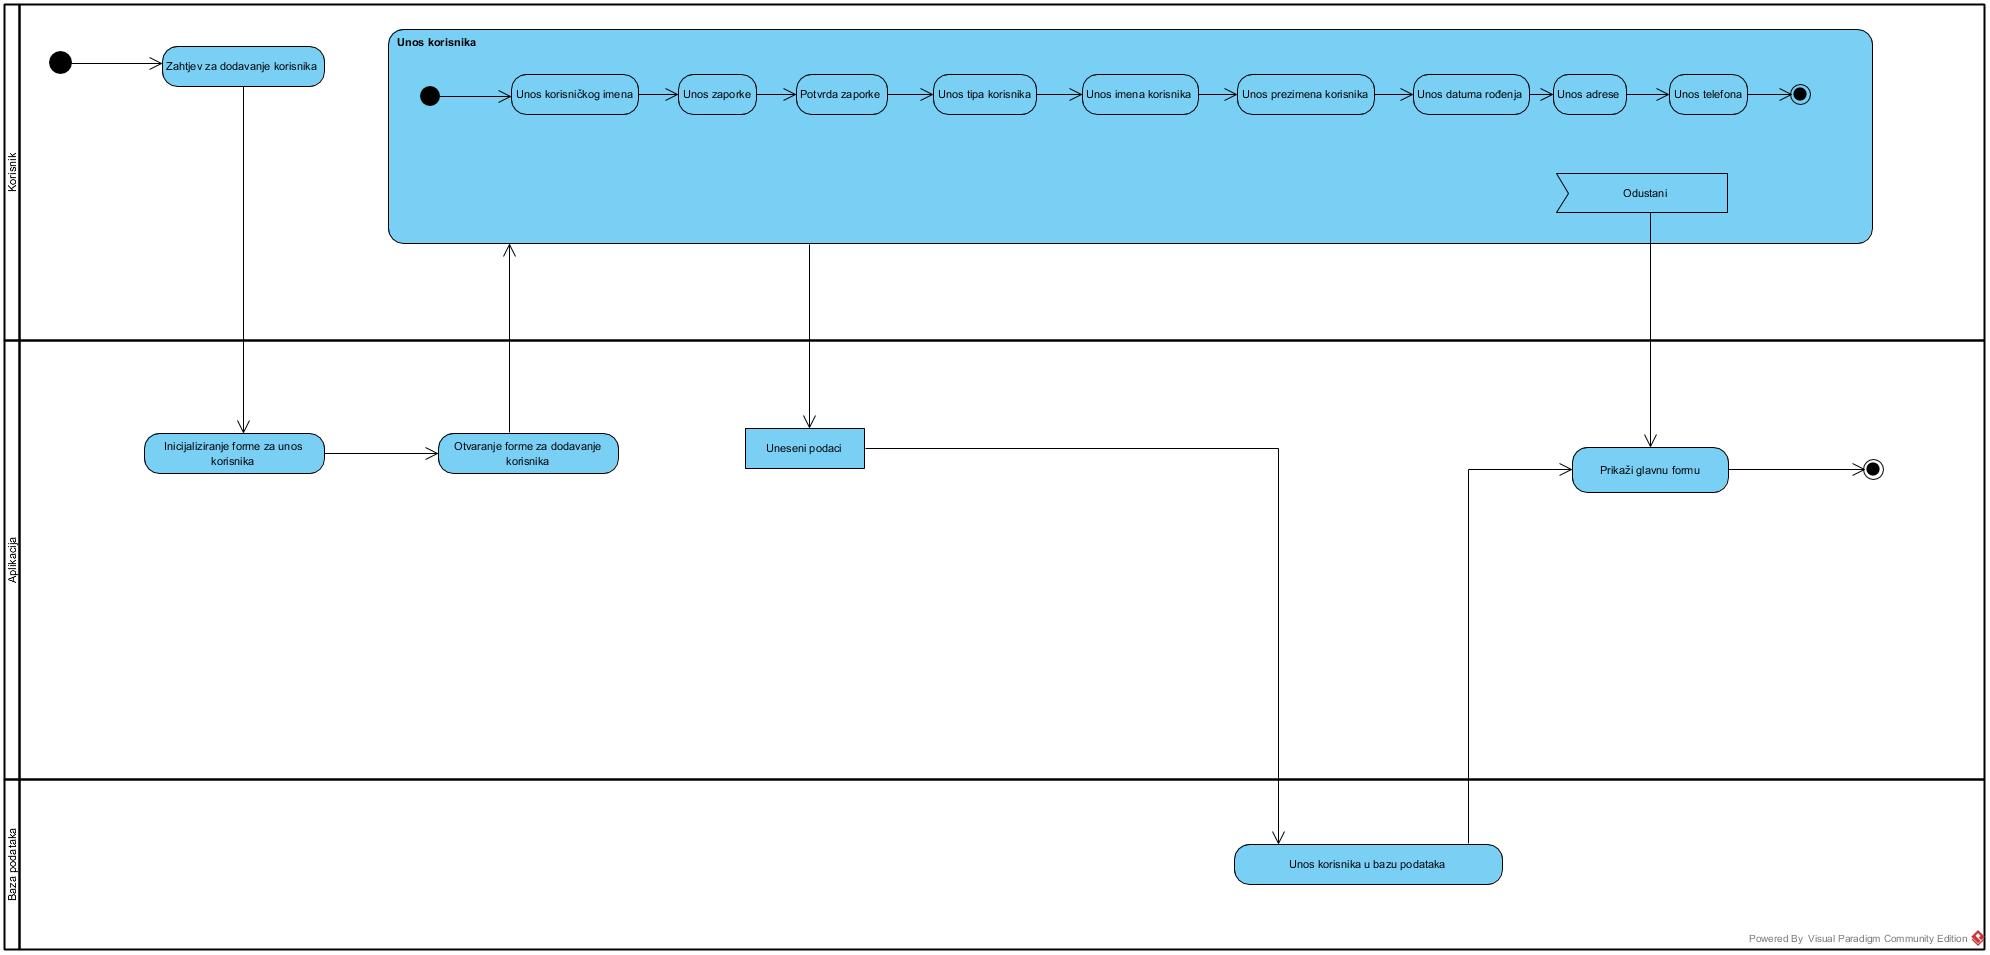 Korisnik
Zahtjev za dodavanje korisnika
Unos korisnika
Unos korisničkog imena
Unos zaporke
Potvrda zaporke
Unos tipa korisnika
Unos imena korisnika
Unos prezimena korisnika
Unos datuma rođenja
Unos adrese
Unos telefona
Odustani
Aplikacija
Inicijaliziranje forme za unos
korisnika
Otvaranje forme za dodavanje
korisnika
Uneseni podaci
Prikaži glavnu formu
Baza podataka
Unos korisnika u bazu podataka
Powered By Visual Paradigm Community Edition